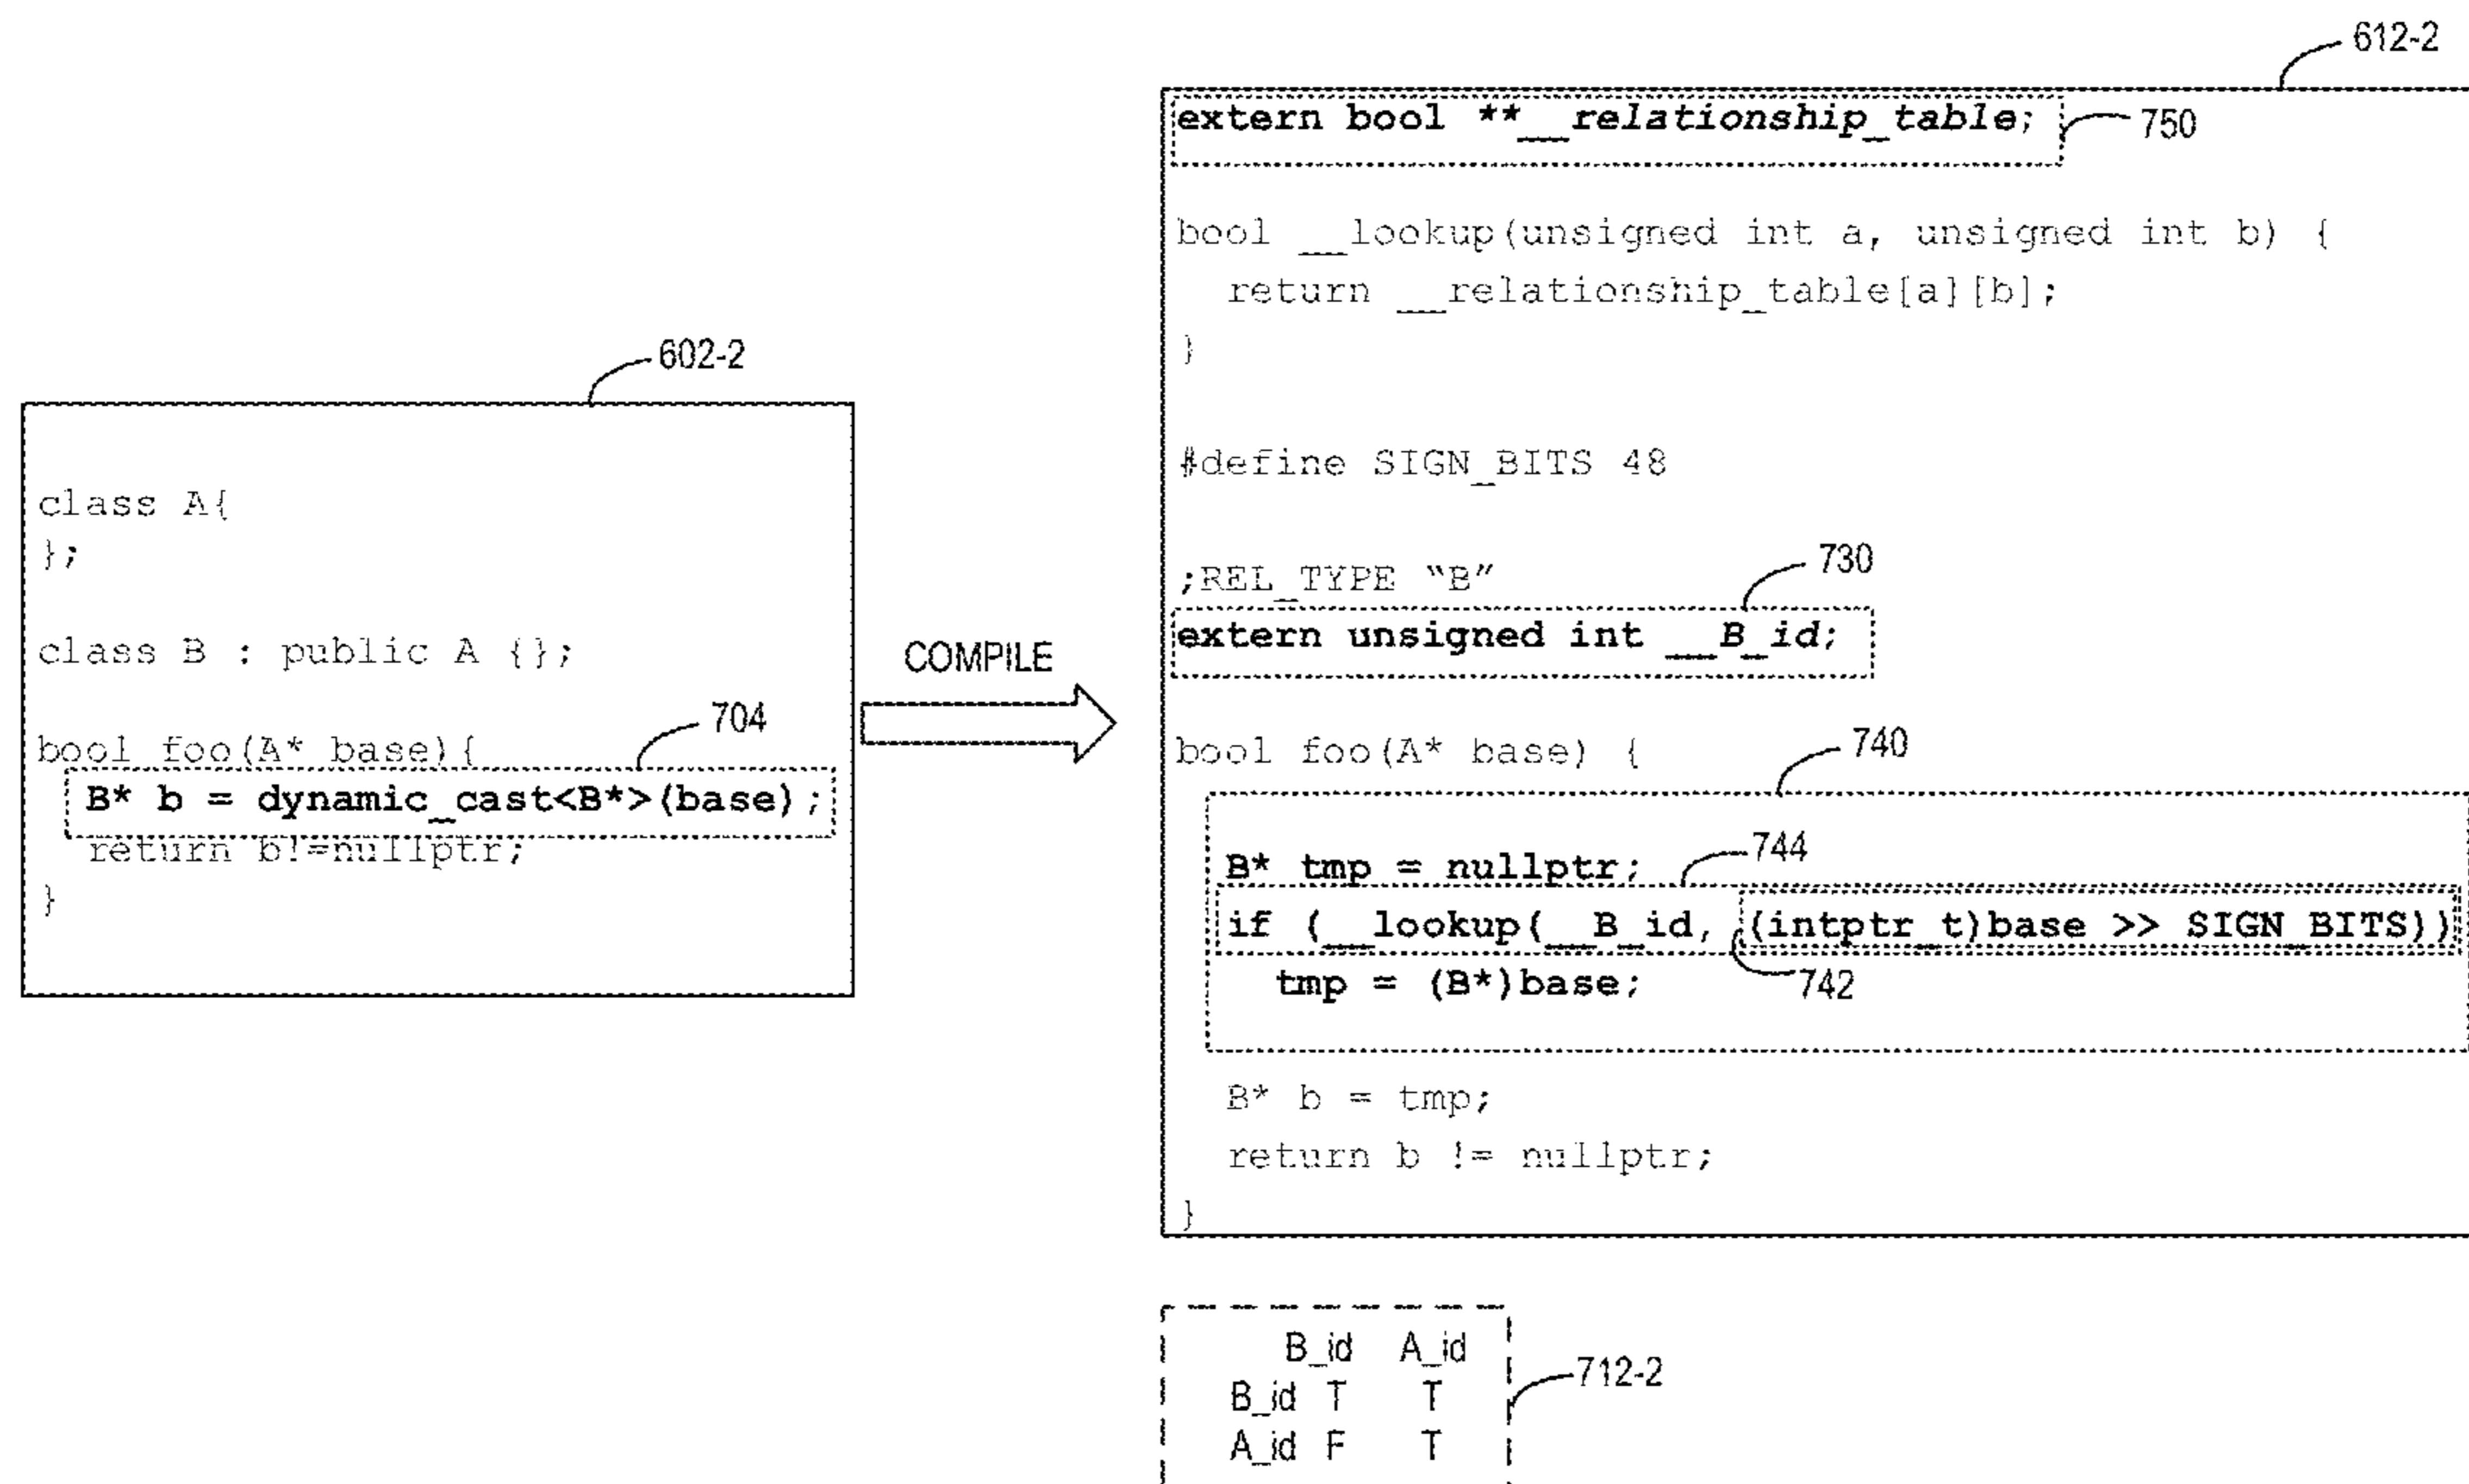 602-2
class A{
};
class B : public A {};
704
bool foo(A* base){
B* b = dynamic_cast<B*>(base);
return b!=nullptr;
}
COMPILE
612-2
extern bool **__relationship_table;
750
bool __lookup(unsigned int a, unsigned int b) {
return __relationship_table[a][b];
}
#define SIGN_BITS 48
;REL_TYPE “B”
730
extern unsigned int __B_id;
bool foo(A* base) {
740
B* tmp = nullptr;
744
if (__lookup(__B_id, (intptr_t)base >> SIGN_BITS))
tmp = (B*)base;
742
B* b = tmp;
return b != nullptr;
}
B_id A_id
B_id T T
A_id F T
712-2